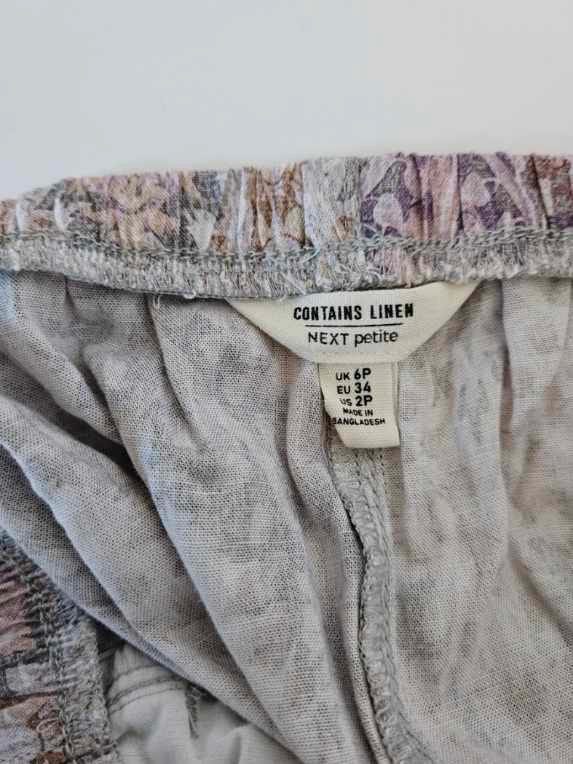 CONTAINS LINEN
NEXT petite
UK 6P
EU 34
US 2P
MADE IN
BANGLADESH